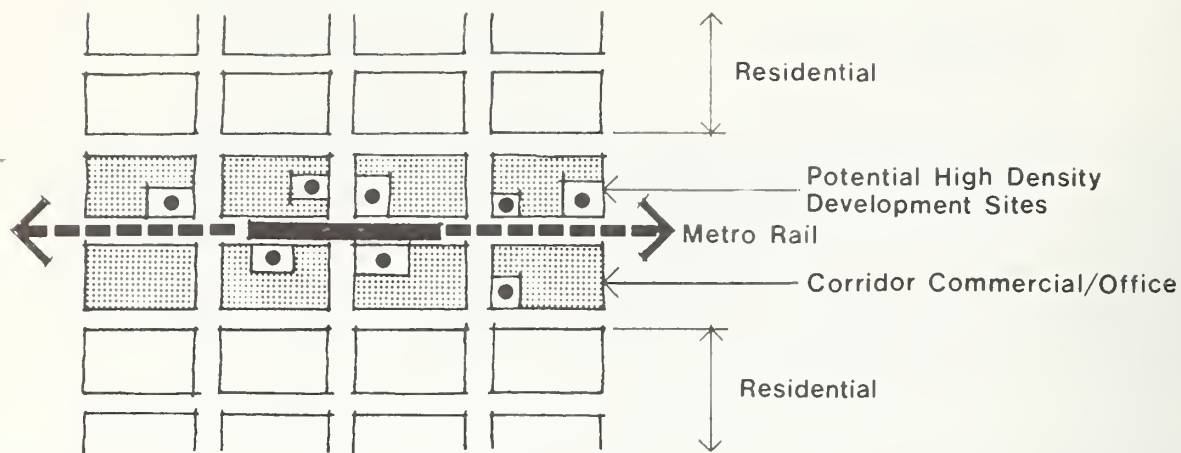 Residential
Potential High Density
Development Sites
Metro Rail
Corridor Commercial/Office
Residential